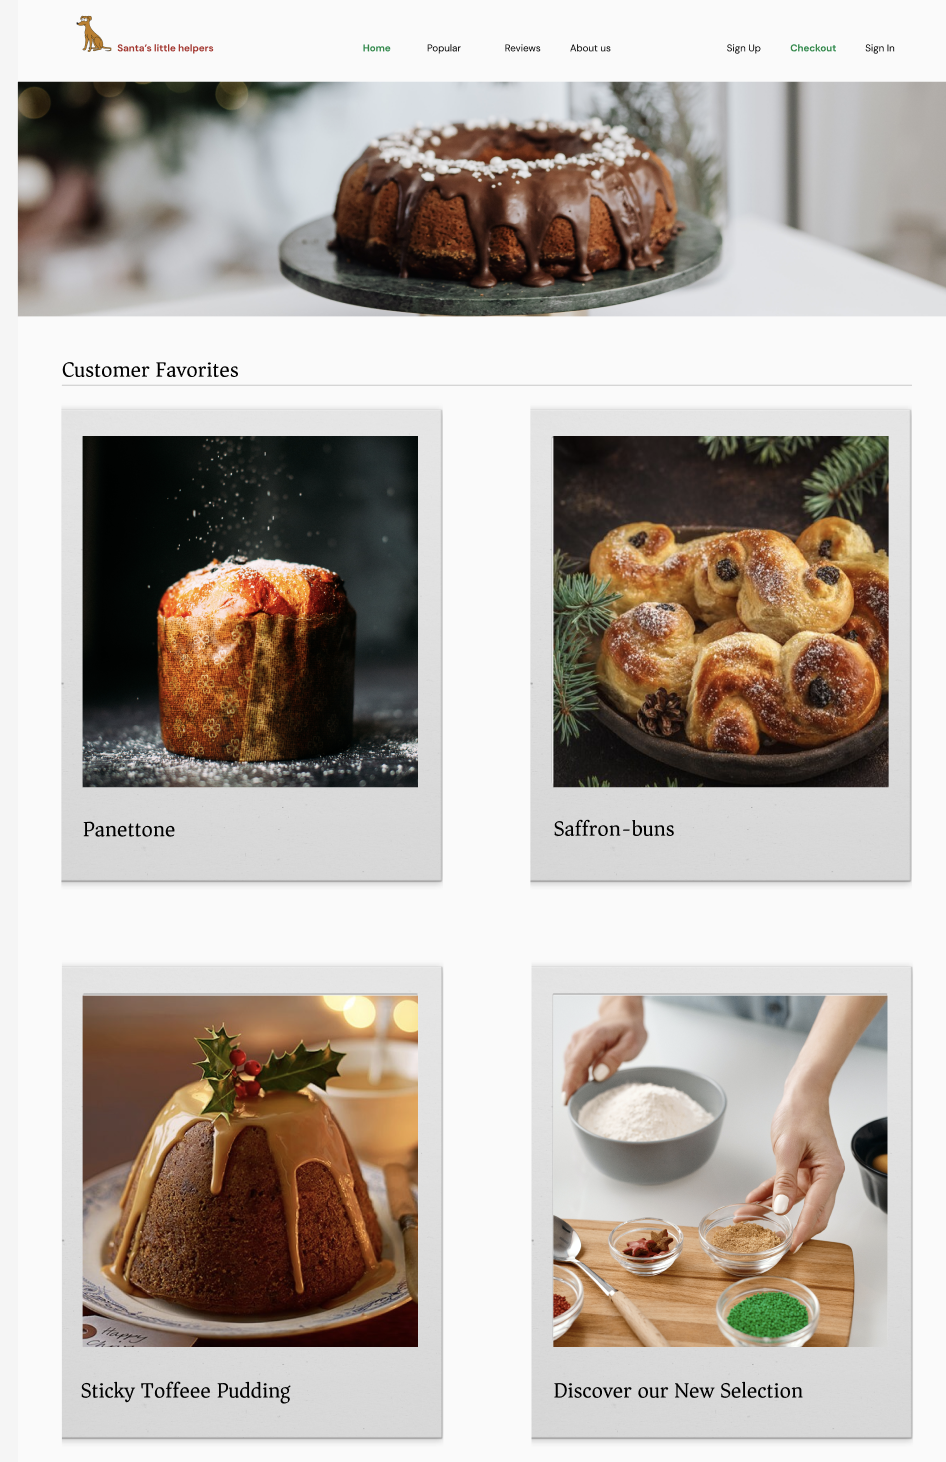 Santa's little helpers
Home Popular Reviews About us Sign Up Checkout Sign In
Customer Favorites
Panettone
Saffron-buns
Happy
Sticky Toffeee Pudding
Discover our New Selection